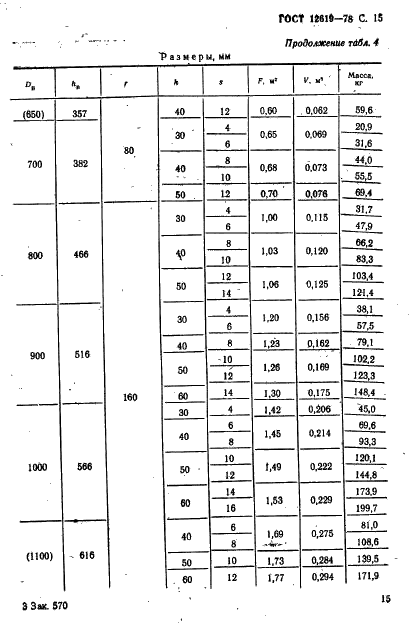 ГОСТ 12619—78 С. 15
Продолжение табл. 4
Размеры, мм
Dв hв r h s F, м² V, м³ Масса, кг
(650) 357 80 40 12 0,60 0,062 59,6
700 382 30 4 0,65 0,069 20,9
6 31,6
40 8 0,68 0,073 44,0
10 55,5
50 12 0,70 0,076 69,4
800 466 160 30 4 1,00 0,115 31,7
6 47,9
40 8 1,03 0,120 66,2
10 83,3
50 12 1,06 0,125 103,4
14 121,4
900 516 30 4 1,20 0,156 38,1
6 57,5
40 8 1,23 0,162 79,1
50 10 1,26 0,169 102,2
12 123,3
60 14 1,30 0,175 148,4
1000 566 30 4 1,42 0,206 45,0
40 6 1,45 0,214 69,6
8 93,3
50 10 1,49 0,222 120,1
12 144,8
60 14 1,53 0,229 173,9
16 199,7
(1100) 616 40 6 1,69 0,275 81,0
8 108,6
50 10 1,73 0,284 139,5
60 12 1,77 0,294 171,9
3 Зак. 570 15